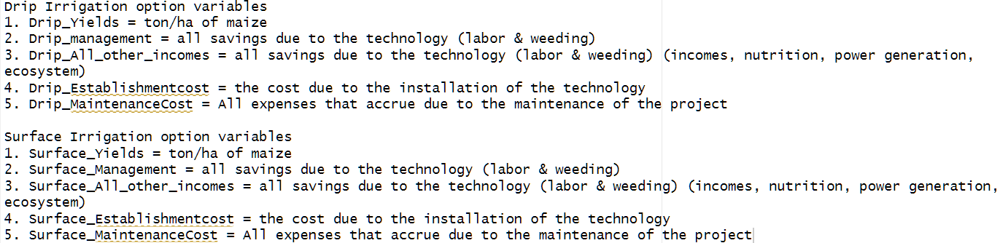 Drip Irrigation option variables
1. Drip_Yields = ton/ha of maize
2. Drip_management = all savings due to the technology (labor & weeding)
3. Drip_All_other_incomes = all savings due to the technology (labor & weeding) (incomes, nutrition, power generation,
ecosystem)
4. Drip_Establishmentcost = the cost due to the installation of the technology
5. Drip_MaintenanceCost = All expenses that accrue due to the maintenance of the project
Surface Irrigation option variables
1. Surface_Yields = ton/ha of maize
2. Surface_Management = all savings due to the technology (labor & weeding)
3. Surface_All_other_incomes = all savings due to the technology (labor & weeding) (incomes, nutrition, power generation,
ecosystem)
4. Surface_Establishmentcost = the cost due to the installation of the technology
5. Surface_MaintenanceCost = All expenses that accrue due to the maintenance of the project